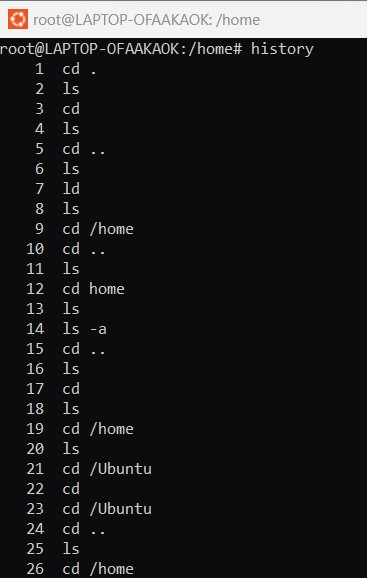 root@LAPTOP-OFAAKAOK: /home
root@LAPTOP-OFAAKAOK:/home# history
1 cd .
2 ls
3 cd
4 ls
5 cd ..
6 ls
7 ld
8 ls
9 cd /home
10 cd ..
11 ls
12 cd home
13 ls
14 ls -a
15 cd ..
16 ls
17 cd
18 ls
19 cd /home
20 ls
21 cd /Ubuntu
22 cd
23 cd /Ubuntu
24 cd ..
25 ls
26 cd /home